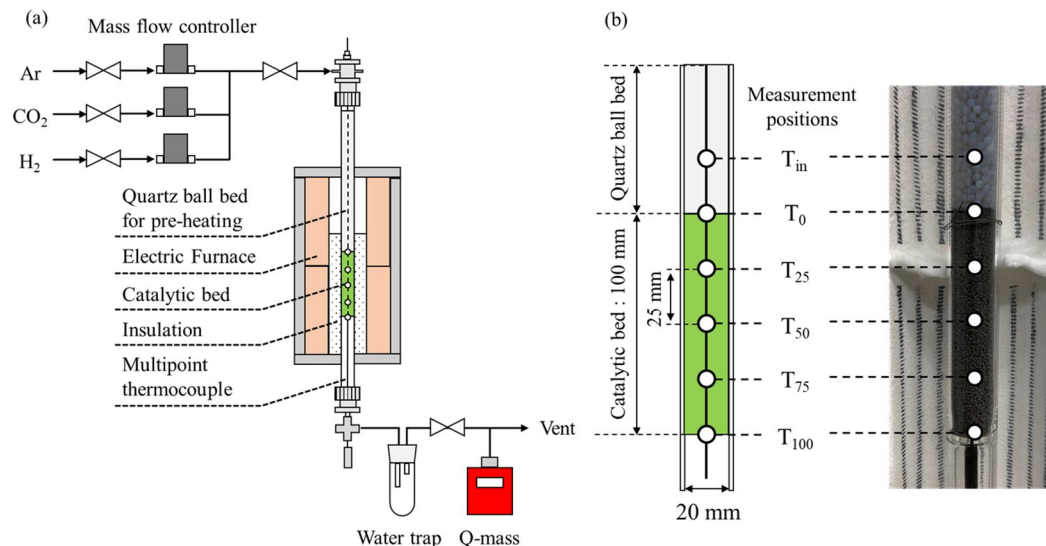 (a)
Mass flow controller
Ar
CO₂
H₂
Quartz ball bed
for pre-heating
Electric Furnace
Catalytic bed
Insulation
Multipoint
thermocouple
Vent
Water trap
Q-mass
(b)
Quartz ball bed
Catalytic bed : 100 mm
25 mm
20 mm
Measurement
positions
T_in
T₀
T₂₅
T₅₀
T₇₅
T₁₀₀